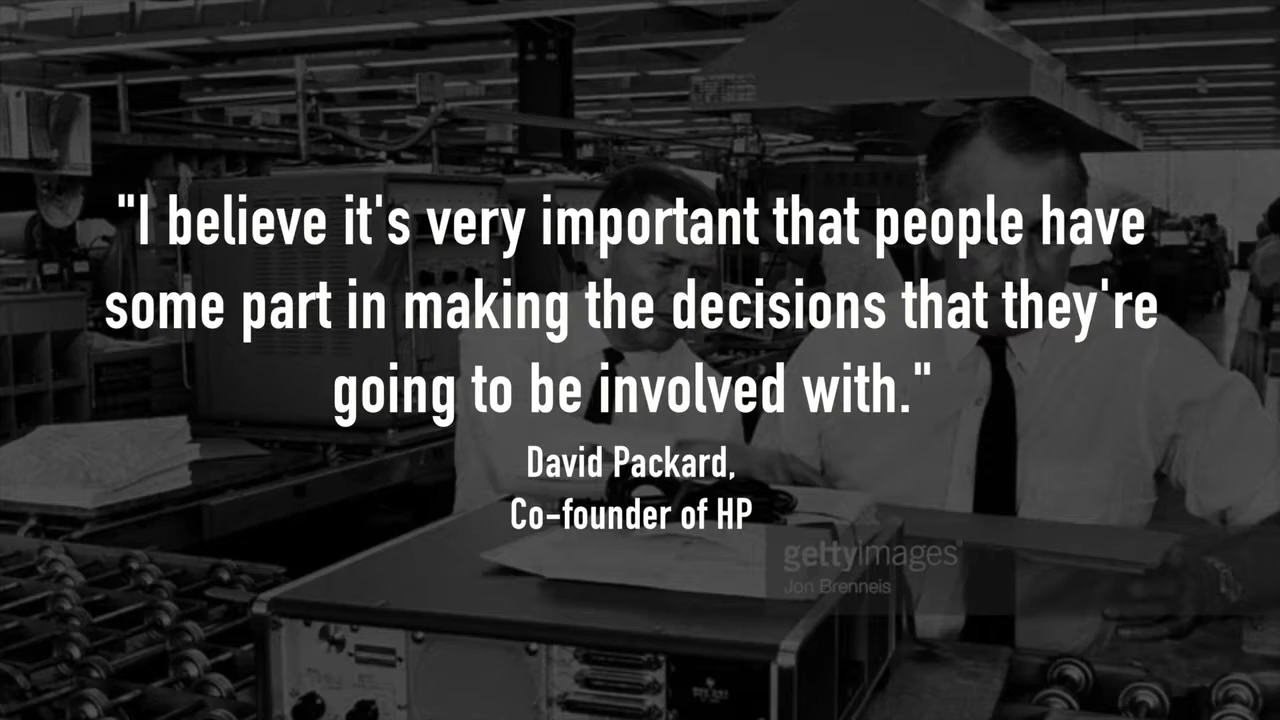 "I believe it's very important that people have
some part in making the decisions that they're
going to be involved with."
David Packard,
Co-founder of HP
gettyimages
Jon Brenneis